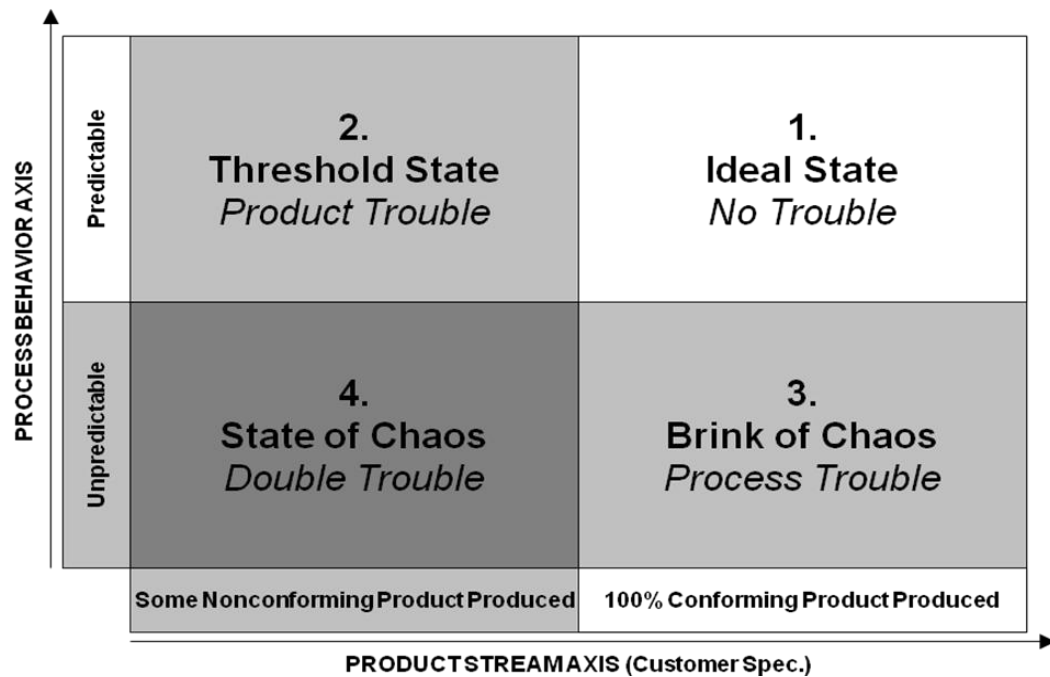 PROCESS BEHAVIOR AXIS
Predictable
2.
Threshold State
Product Trouble
1.
Ideal State
No Trouble
Unpredictable
4.
State of Chaos
Double Trouble
3.
Brink of Chaos
Process Trouble
Some Nonconforming Product Produced
100% Conforming Product Produced
PRODUCT STREAM AXIS (Customer Spec.)